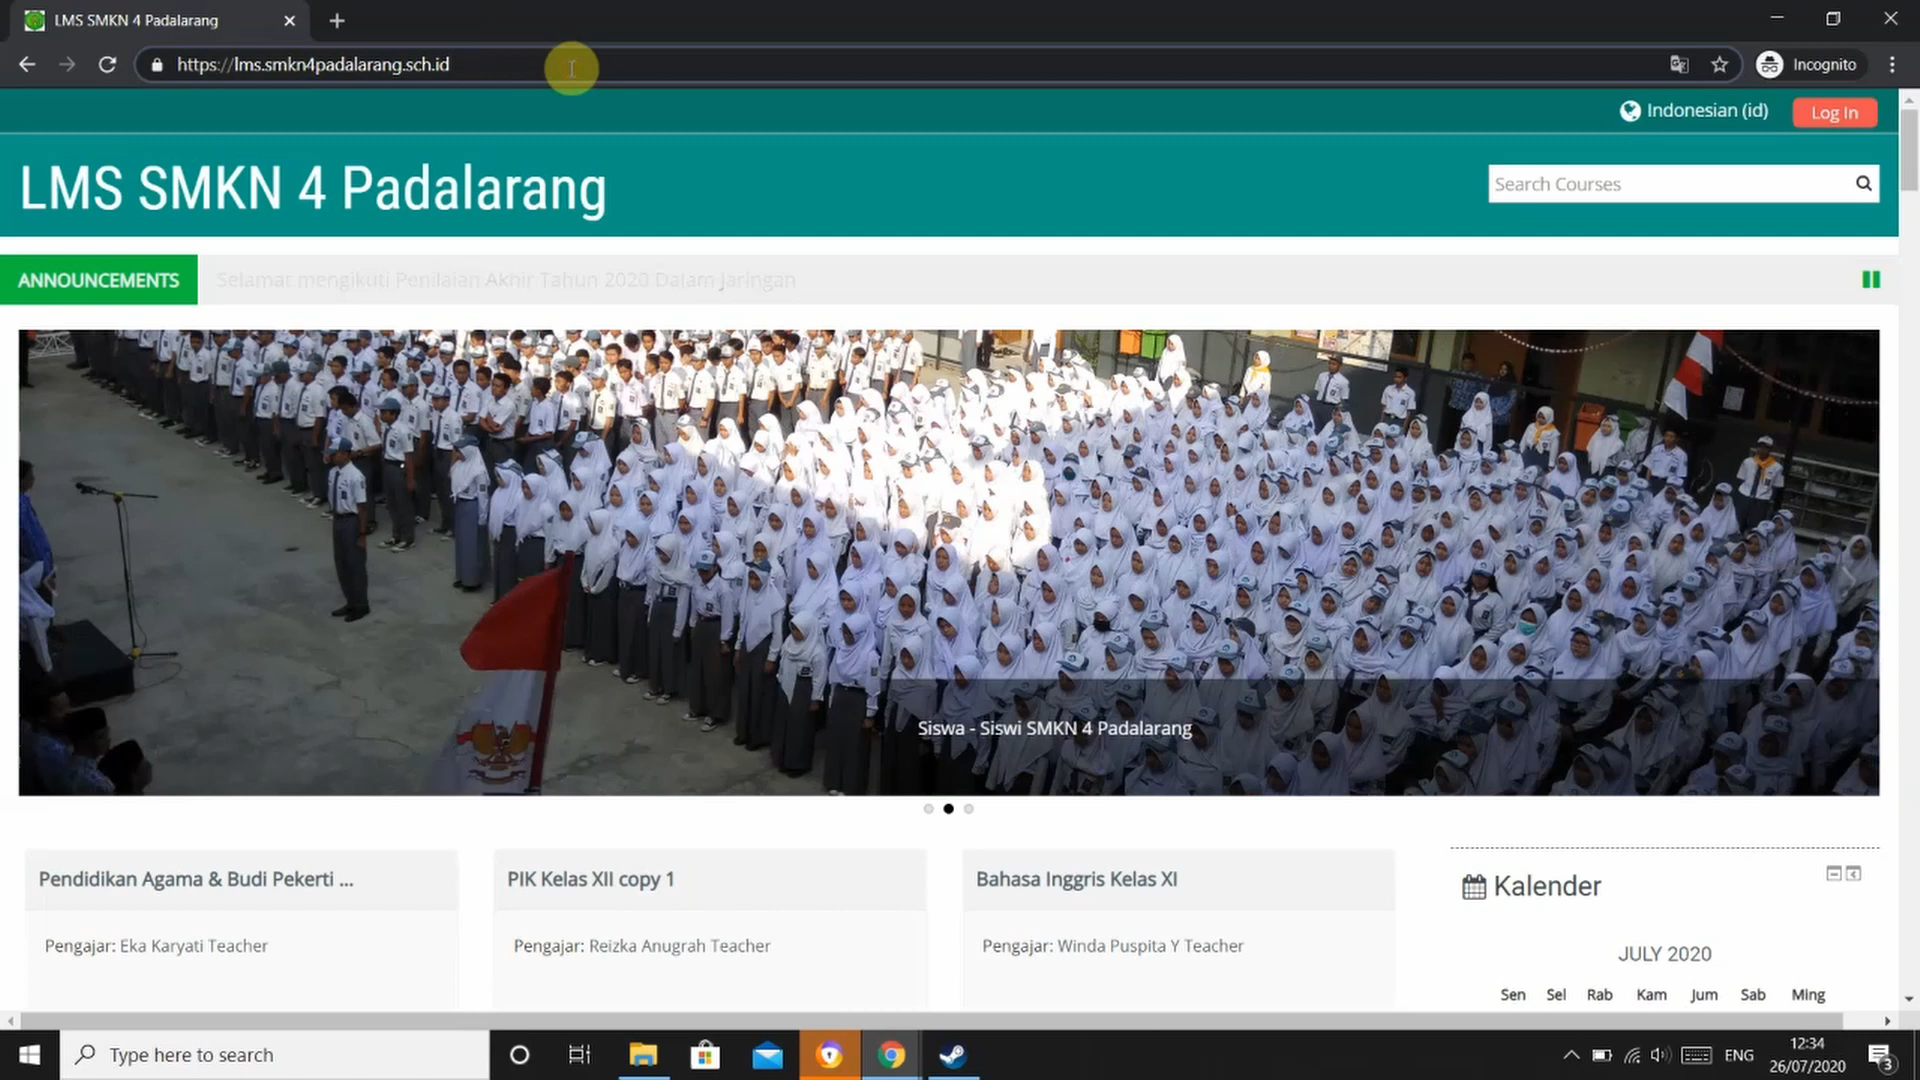 LMS SMKN 4 Padalarang
https://lms.smkn4padalarang.sch.id
Incognito
Indonesian (id)
Log In
LMS SMKN 4 Padalarang
Search Courses
ANNOUNCEMENTS
Selamat mengikuti Penilaian Akhir Tahun 2020 Dalam Jaringan
Siswa - Siswi SMKN 4 Padalarang
Pendidikan Agama & Budi Pekerti ...
PIK Kelas XII copy 1
Bahasa Inggris Kelas XI
Kalender
Pengajar: Eka Karyati Teacher
Pengajar: Reizka Anugrah Teacher
Pengajar: Winda Puspita Y Teacher
JULY 2020
Sen Sel Rab Kam Jum Sab Ming
Type here to search
ENG
12:34
26/07/2020
3